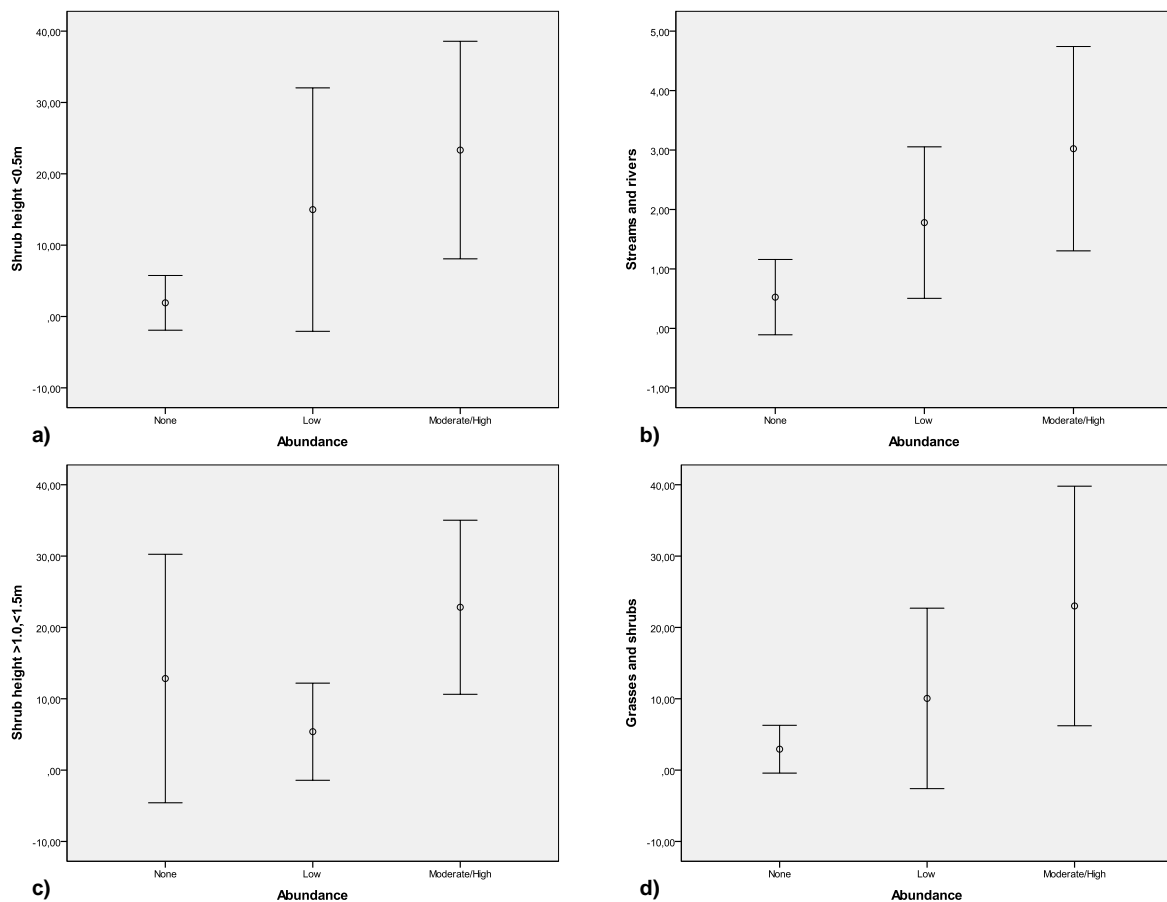 40,00
30,00
20,00
10,00
,00
-10,00
Shrub height <0.5m
None Low Moderate/High
a)
Abundance
5,00
4,00
3,00
2,00
1,00
,00
-1,00
Streams and rivers
None Low Moderate/High
b)
Abundance
40,00
30,00
20,00
10,00
,00
-10,00
Shrub height >1.0,<1.5m
None Low Moderate/High
c)
Abundance
40,00
30,00
20,00
10,00
,00
-10,00
Grasses and shrubs
None Low Moderate/High
d)
Abundance